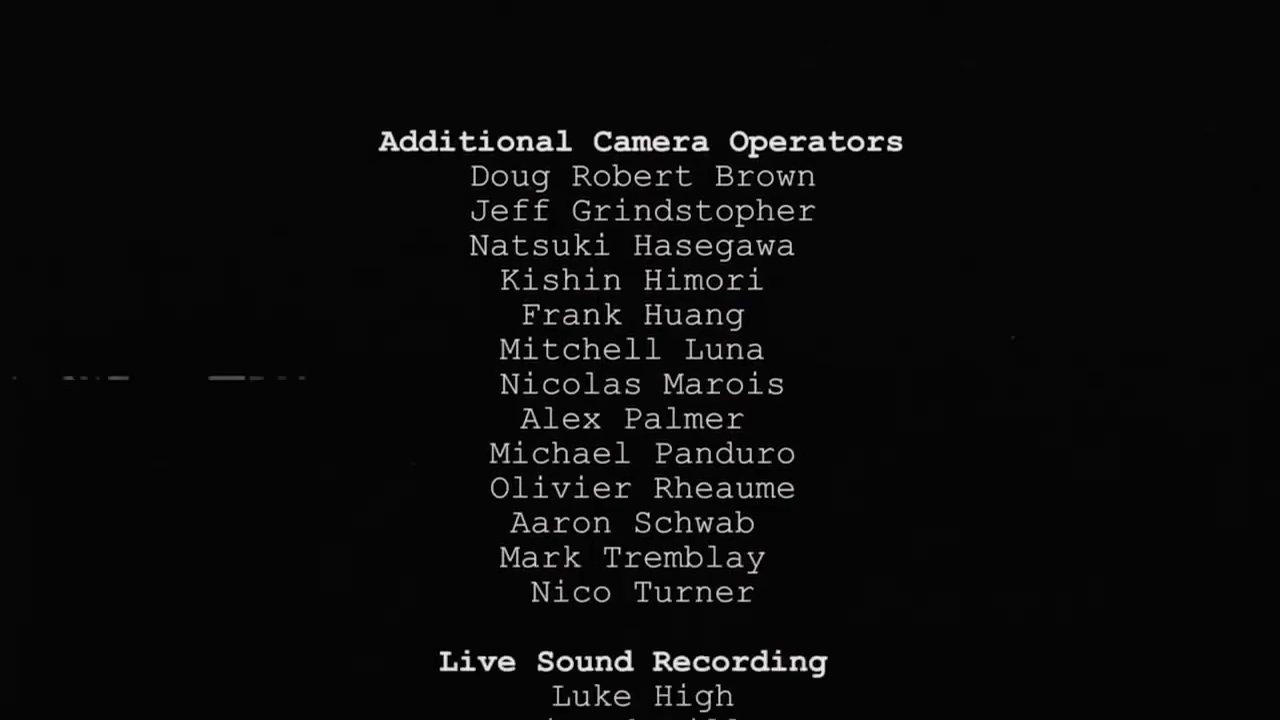 Additional Camera Operators
Doug Robert Brown
Jeff Grindstopher
Natsuki Hasegawa
Kishin Himori
Frank Huang
Mitchell Luna
Nicolas Marois
Alex Palmer
Michael Panduro
Olivier Rheaume
Aaron Schwab
Mark Tremblay
Nico Turner
Live Sound Recording
Luke High